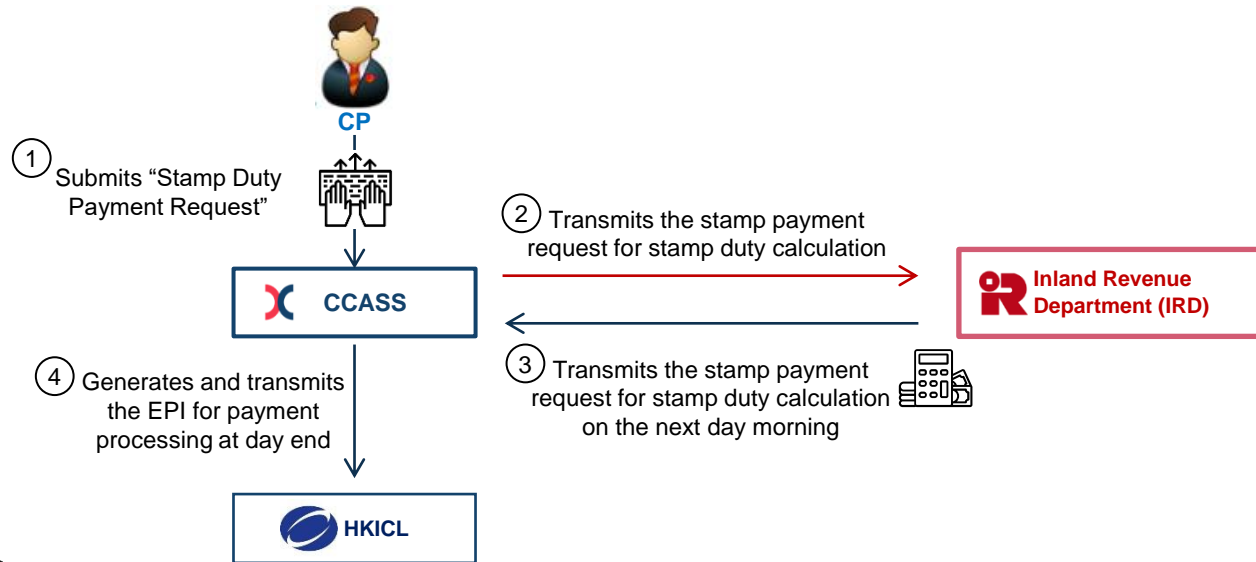 CP
1
Submits “Stamp Duty
Payment Request”
2
Transmits the stamp payment
request for stamp duty calculation
CCASS
Inland Revenue
Department (IRD)
3
Transmits the stamp payment
request for stamp duty calculation
on the next day morning
4
Generates and transmits
the EPI for payment
processing at day end
HKICL